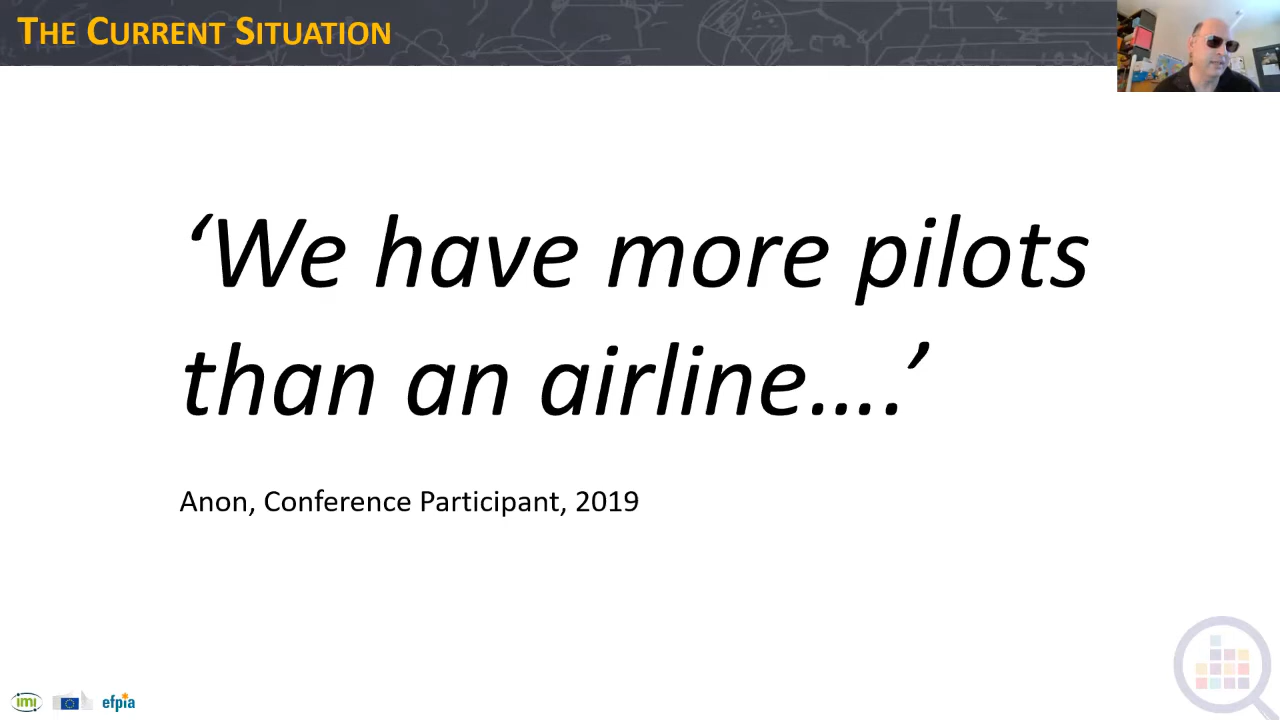 THE CURRENT SITUATION
‘We have more pilots
than an airline….’
Anon, Conference Participant, 2019
imi
efpia